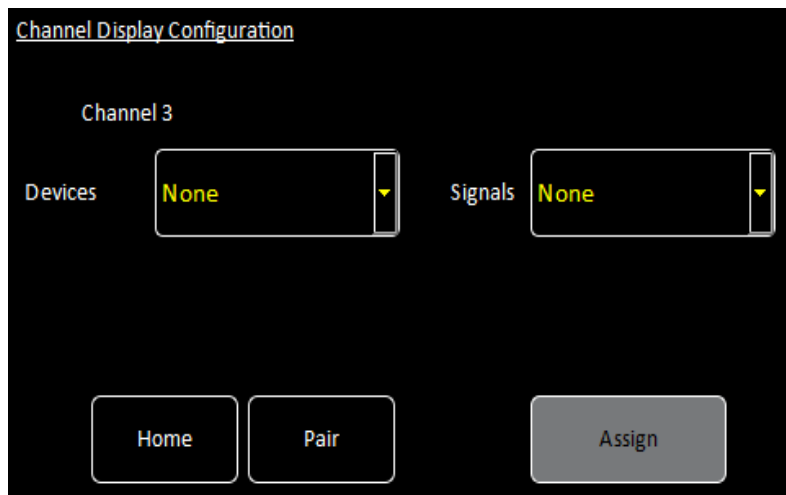 Channel Display Configuration
Channel 3
Devices None Signals None
Home Pair Assign